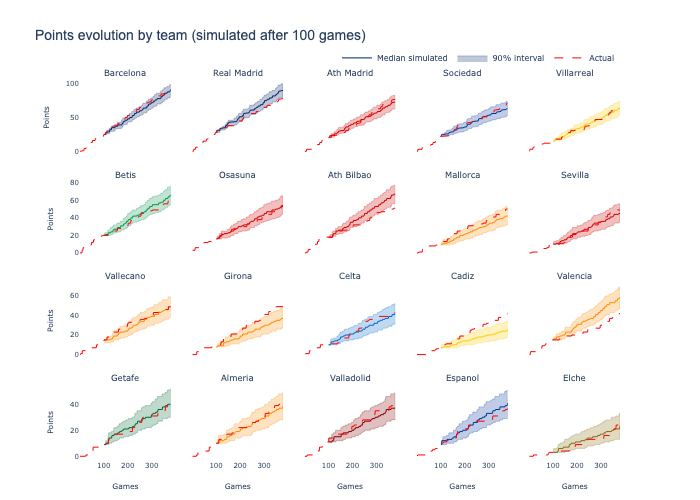 Points evolution by team (simulated after 100 games)
Median simulated 90% interval Actual
Barcelona Real Madrid Ath Madrid Sociedad Villarreal
100
50
0
Points
Betis Osasuna Ath Bilbao Mallorca Sevilla
80
60
40
20
0
Points
Vallecano Girona Celta Cadiz Valencia
60
40
20
0
Points
Getafe Almeria Valladolid Espanol Elche
40
20
0
Points
100 200 300 100 200 300 100 200 300 100 200 300 100 200 300
Games Games Games Games Games